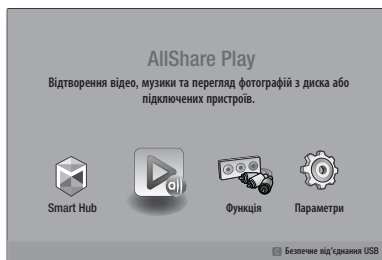 AllShare Play
Відтворення відео, музики та перегляд фотографій з диска або
підключених пристроїв.
Smart Hub
Функція
Параметри
Безпечне від'єднання USB